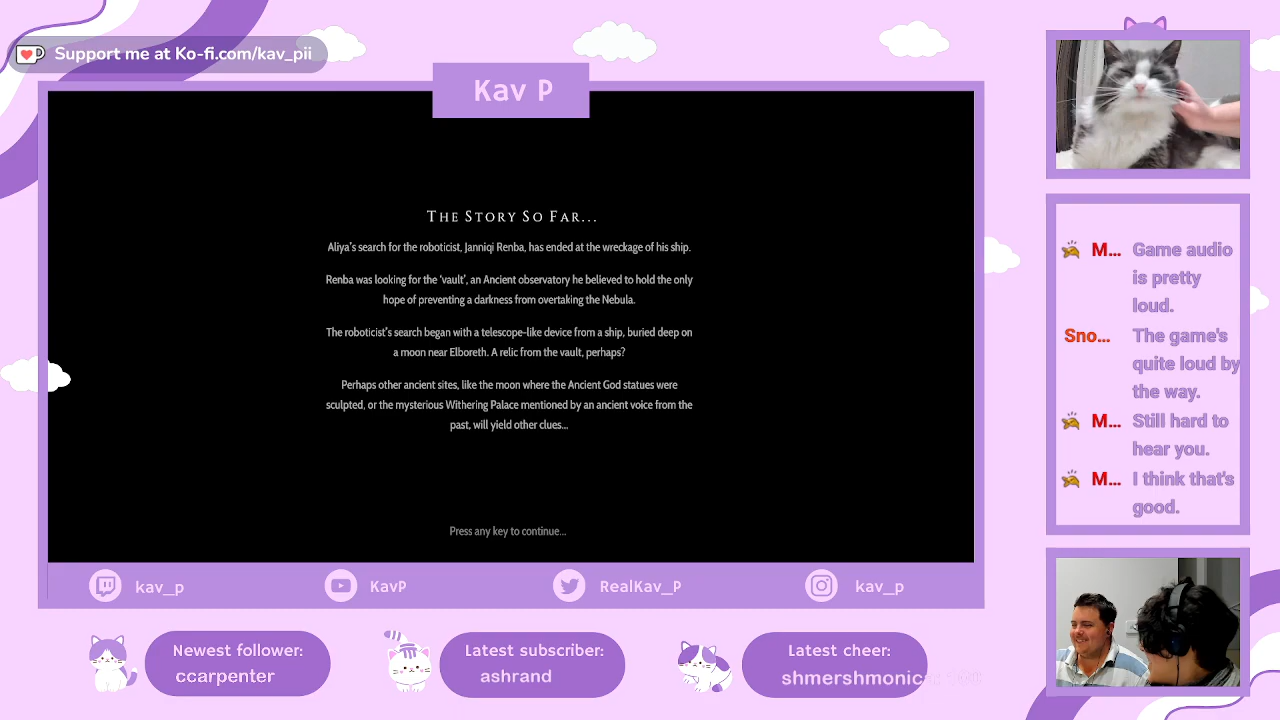 Support me at Ko-fi.com/kav_pii
Kav P
The Story So Far...
Aliya's search for the roboticist, Janniqi Renba, has ended at the wreckage of his ship.
Renba was looking for the 'vault', an Ancient observatory he believed to hold the only
hope of preventing a darkness from overtaking the Nebula.
The roboticist's search began with a telescope-like device from a ship, buried deep on
a moon near Elboreth. A relic from the vault, perhaps?
Perhaps other ancient sites, like the moon where the Ancient God statues were
sculpted, or the mysterious Withering Palace mentioned by an ancient voice from the
past, will yield other clues...
Press any key to continue...
kav_p
KavP
RealKav_P
kav_p
Newest follower:
ccarpenter
Latest subscriber:
ashrand
Latest cheer:
shmershmonica:
M... Game audio
is pretty
loud.
Sno... The game's
quite loud by
the way.
M... Still hard to
hear you.
M... I think that's
good.